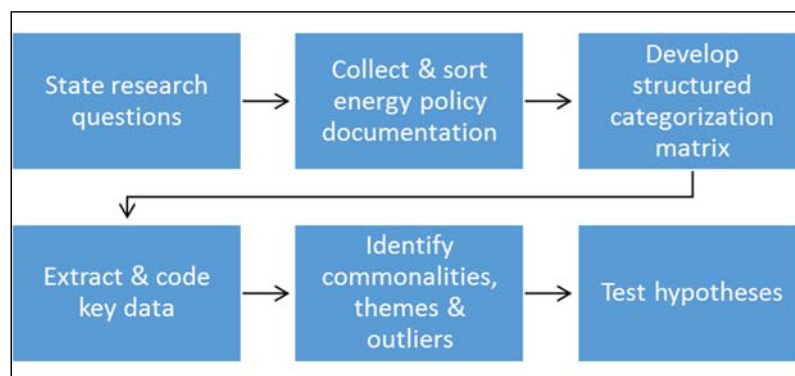 State research
questions
Collect & sort
energy policy
documentation
Develop
structured
categorization
matrix
Extract & code
key data
Identify
commonalities,
themes &
outliers
Test hypotheses